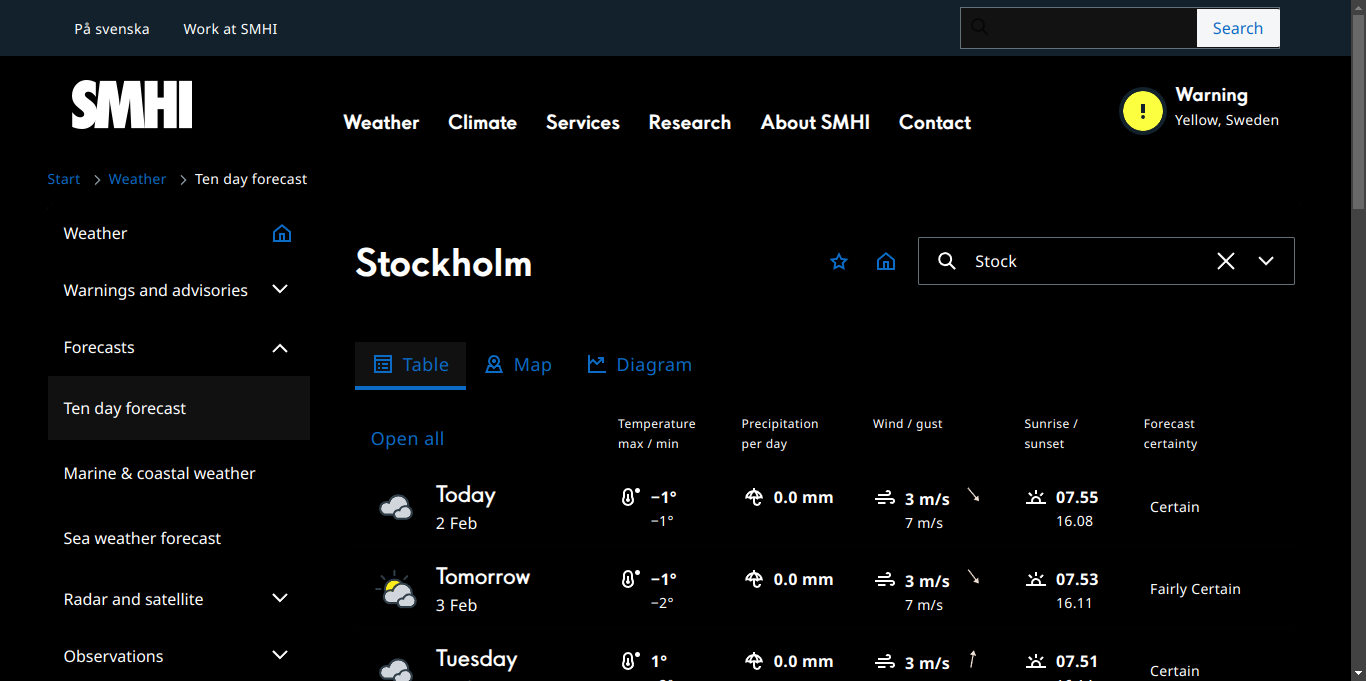 På svenska Work at SMHI Search
SMHI
Weather Climate Services Research About SMHI Contact
Warning
Yellow, Sweden
Start Weather Ten day forecast
Weather
Warnings and advisories
Forecasts
Ten day forecast
Marine & coastal weather
Sea weather forecast
Radar and satellite
Observations
Stockholm
Stock
Table Map Diagram
Open all
Temperature max / min
Precipitation per day
Wind / gust
Sunrise / sunset
Forecast certainty
Today −1° 0.0 mm 3 m/s 07.55 Certain
2 Feb −1° 7 m/s 16.08
Tomorrow −1° 0.0 mm 3 m/s 07.53 Fairly Certain
3 Feb −2° 7 m/s 16.11
Tuesday 1° 0.0 mm 3 m/s 07.51 Certain